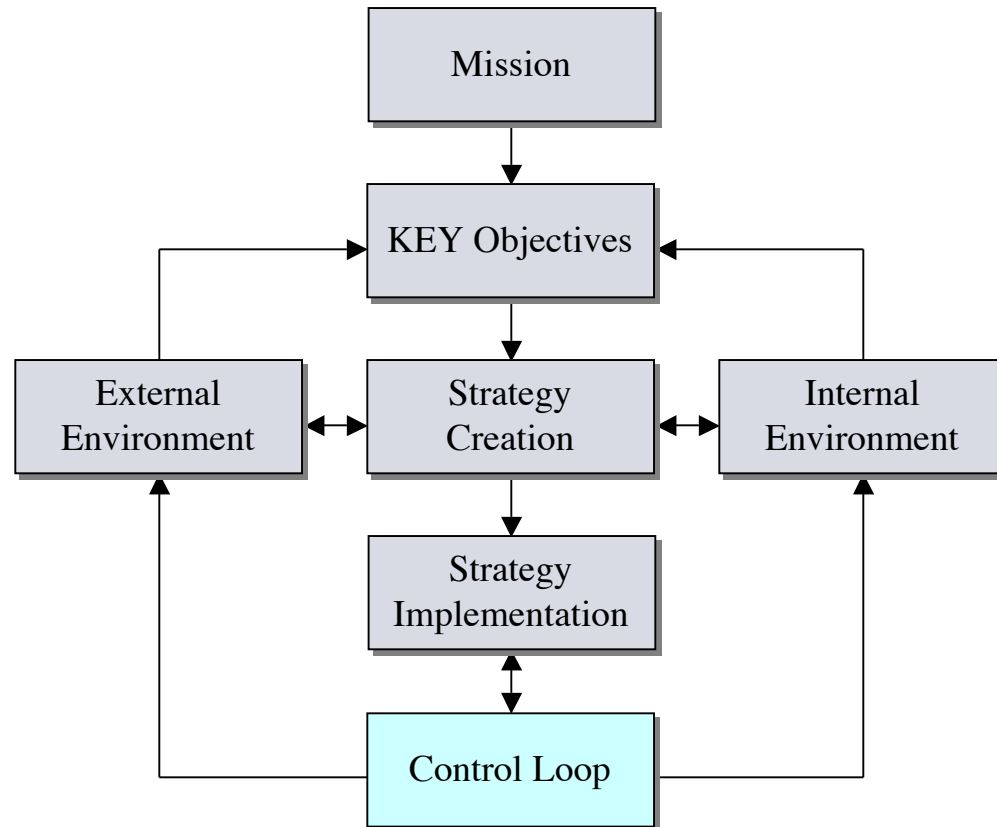 Mission
KEY Objectives
External
Environment
Strategy
Creation
Internal
Environment
Strategy
Implementation
Control Loop